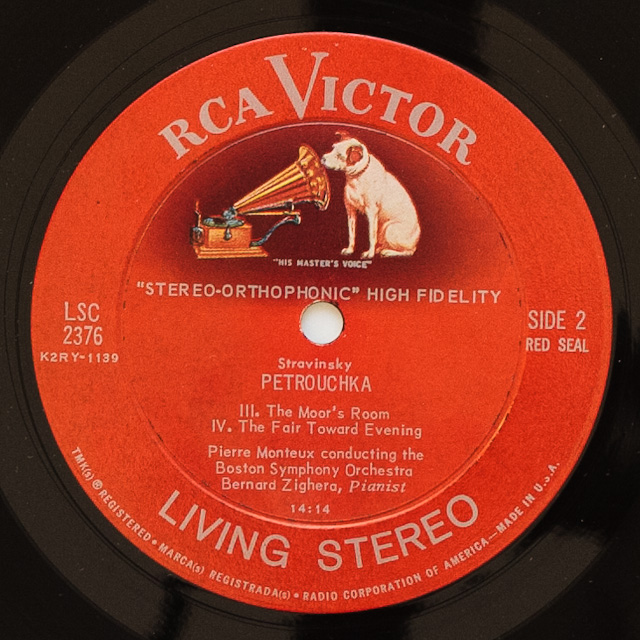 RCA VICTOR
"HIS MASTER'S VOICE"
"STEREO-ORTHOPHONIC" HIGH FIDELITY
LSC
2376
K2RY-1139
SIDE 2
RED SEAL
Stravinsky
PETROUCHKA
III. The Moor's Room
IV. The Fair Toward Evening
Pierre Monteux conducting the
Boston Symphony Orchestra
Bernard Zighera, Pianist
14:14
LIVING STEREO
TMK(s) ® REGISTERED • MARCA(s) REGISTRADA(s) • RADIO CORPORATION OF AMERICA—MADE IN U.S.A.